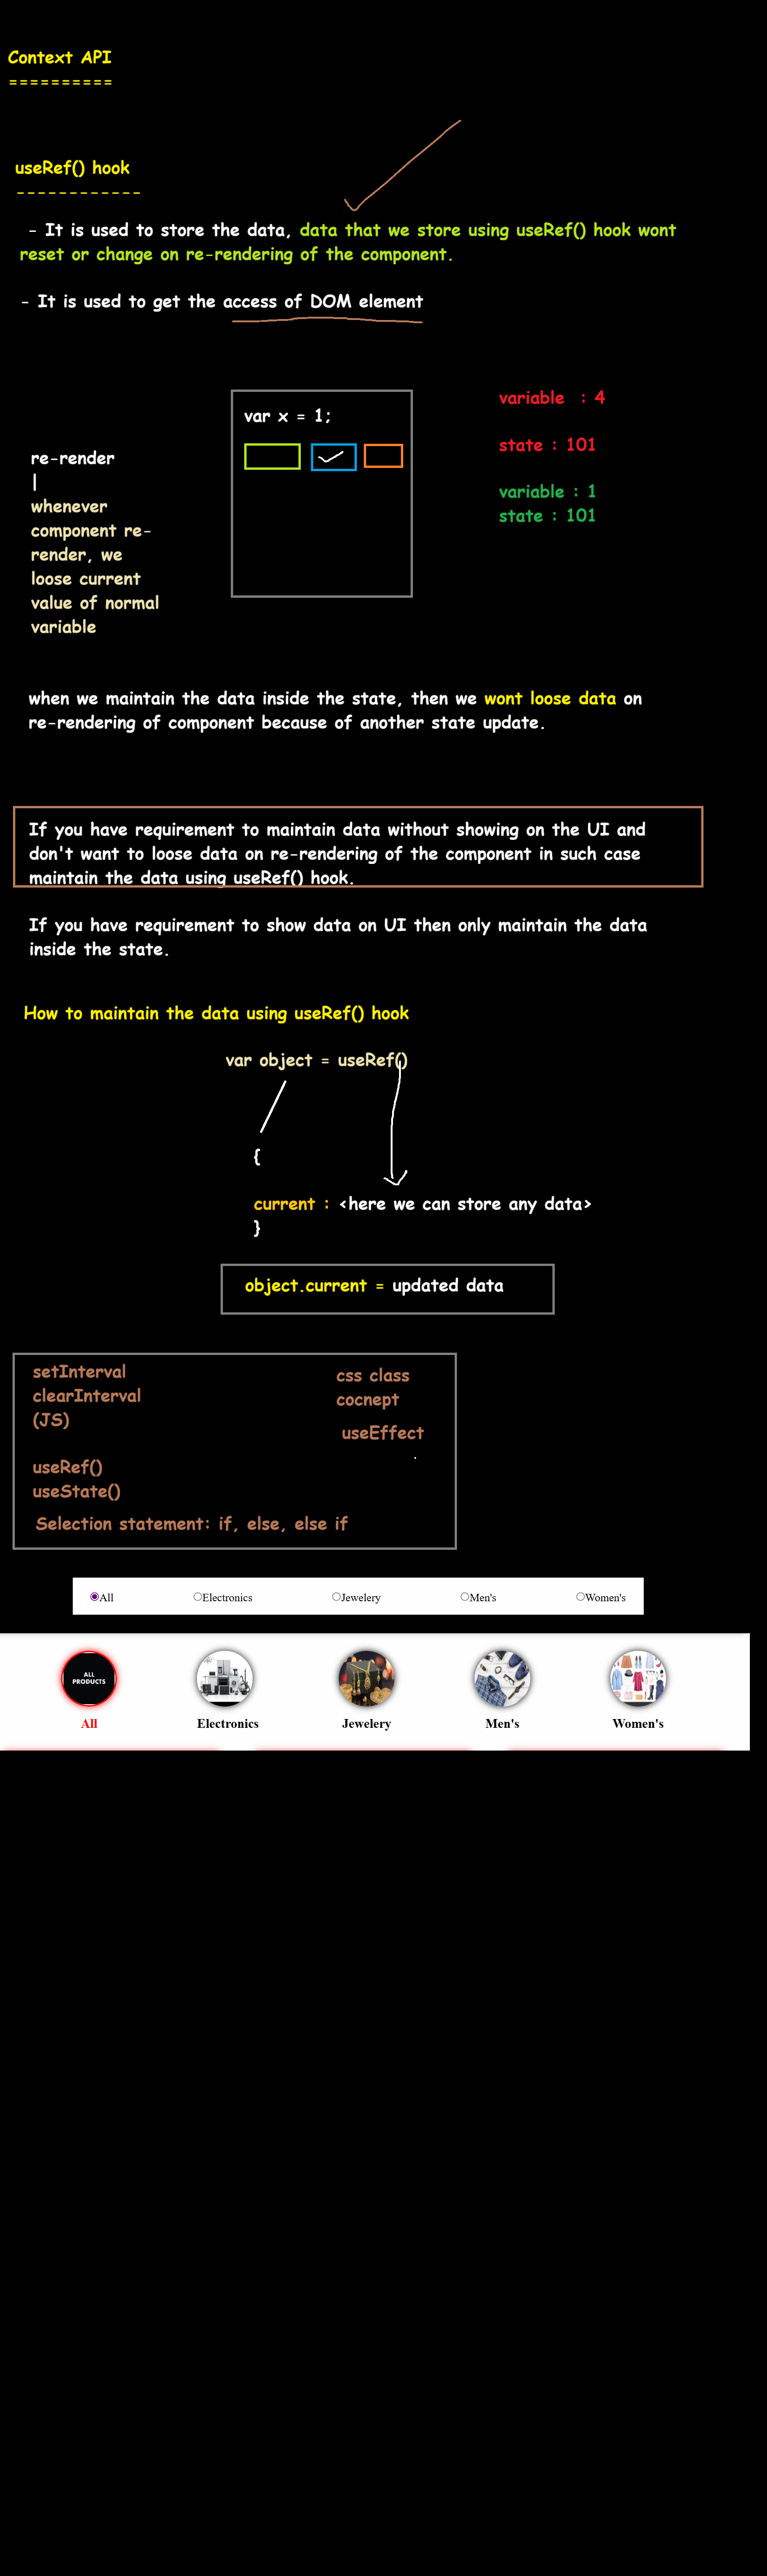 Context API
==========
useRef() hook
------------
- It is used to store the data, data that we store using useRef() hook wont
reset or change on re-rendering of the component.
- It is used to get the access of DOM element
var x = 1;
re-render
|
whenever
component re-
render, we
loose current
value of normal
variable
variable : 4
state : 101
variable : 1
state : 101
when we maintain the data inside the state, then we wont loose data on
re-rendering of component because of another state update.
If you have requirement to maintain data without showing on the UI and
don't want to loose data on re-rendering of the component in such case
maintain the data using useRef() hook.
If you have requirement to show data on UI then only maintain the data
inside the state.
How to maintain the data using useRef() hook
var object = useRef()
{
current : <here we can store any data>
}
object.current = updated data
setInterval
clearInterval
(JS)
useRef()
useState()
css class
cocnept
useEffect
Selection statement: if, else, else if
All Electronics Jewelery Men's Women's
ALL
PRODUCTS
All Electronics Jewelery Men's Women's